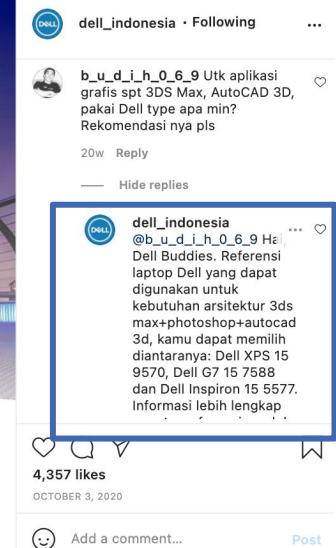 DELL
dell_indonesia • Following
...
b_u_d_i_h_0_6_9 Utk aplikasi
grafis spt 3DS Max, AutoCAD 3D,
pakai Dell type apa min?
Rekomendasi nya pls
20w Reply
Hide replies
DELL
dell_indonesia
...
@b_u_d_i_h_0_6_9 Hai,
Dell Buddies. Referensi
laptop Dell yang dapat
digunakan untuk
kebutuhan arsitektur 3ds
max+photoshop+autocad
3d, kamu dapat memilih
diantaranya: Dell XPS 15
9570, Dell G7 15 7588
dan Dell Inspiron 15 5577.
Informasi lebih lengkap
4,357 likes
OCTOBER 3, 2020
Add a comment...
Post